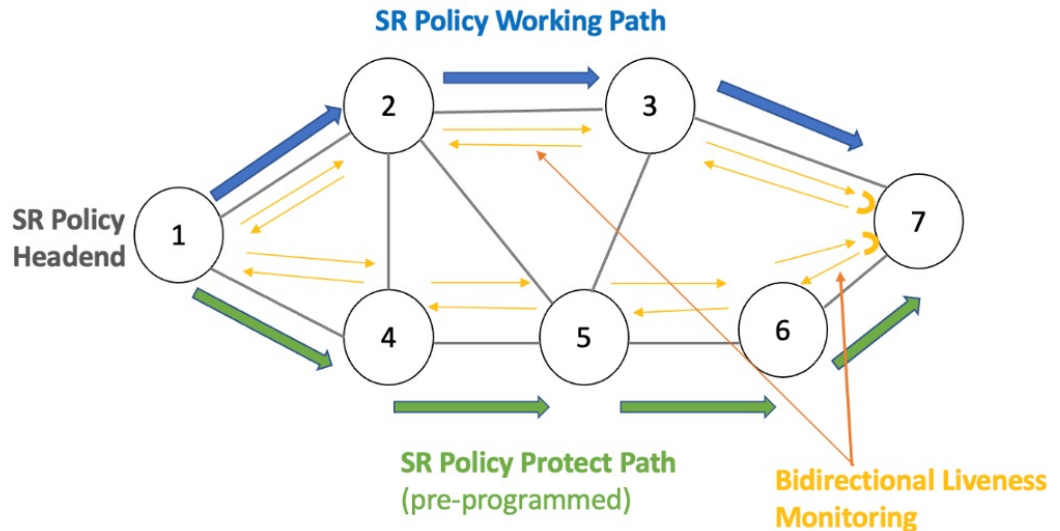 SR Policy Working Path
2
3
SR Policy
Headend
1
7
4
5
6
SR Policy Protect Path
(pre-programmed)
Bidirectional Liveness
Monitoring